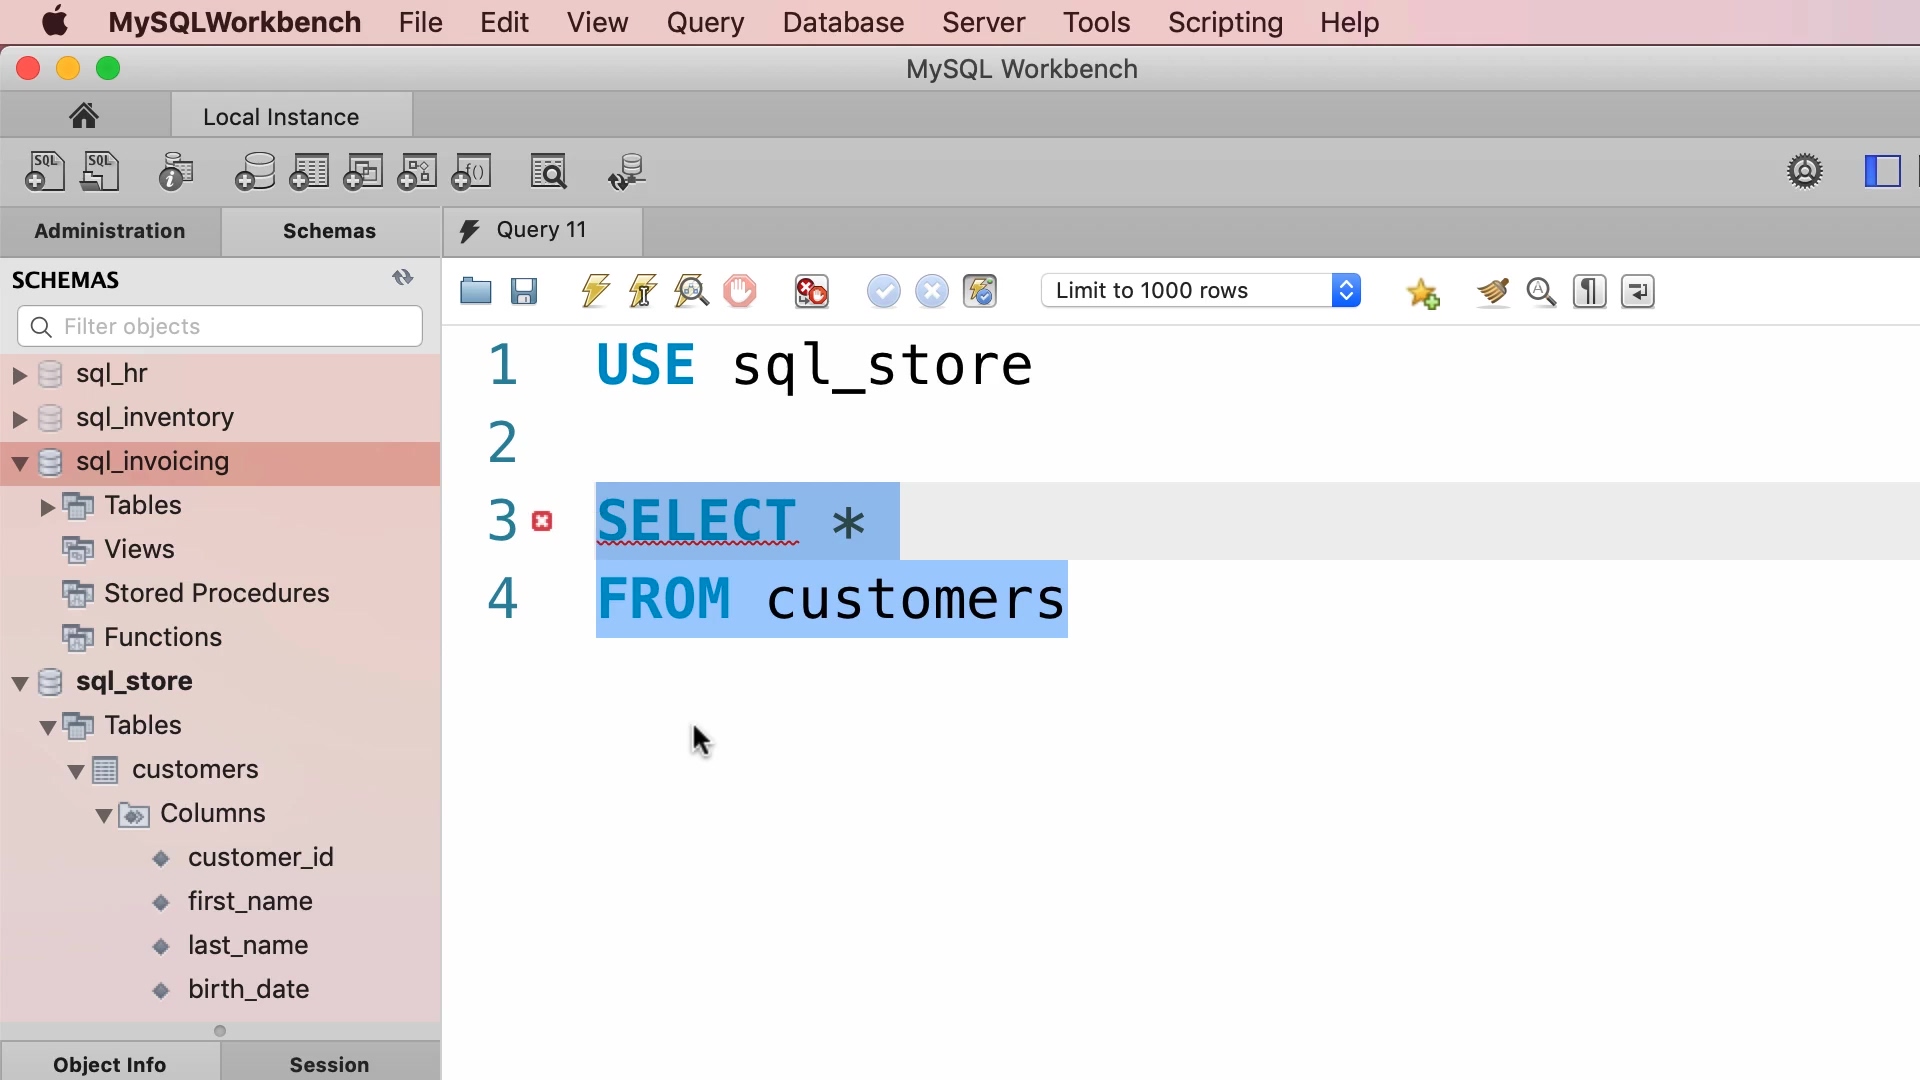 MySQLWorkbench File Edit View Query Database Server Tools Scripting Help
MySQL Workbench
Local Instance
SQL SQL i f()
Administration Schemas Query 11
SCHEMAS
Limit to 1000 rows
Filter objects
sql_hr
sql_inventory
sql_invoicing
Tables
Views
Stored Procedures
Functions
sql_store
Tables
customers
Columns
customer_id
first_name
last_name
birth_date
Object Info Session
1 USE sql_store
2
3 SELECT *
4 FROM customers